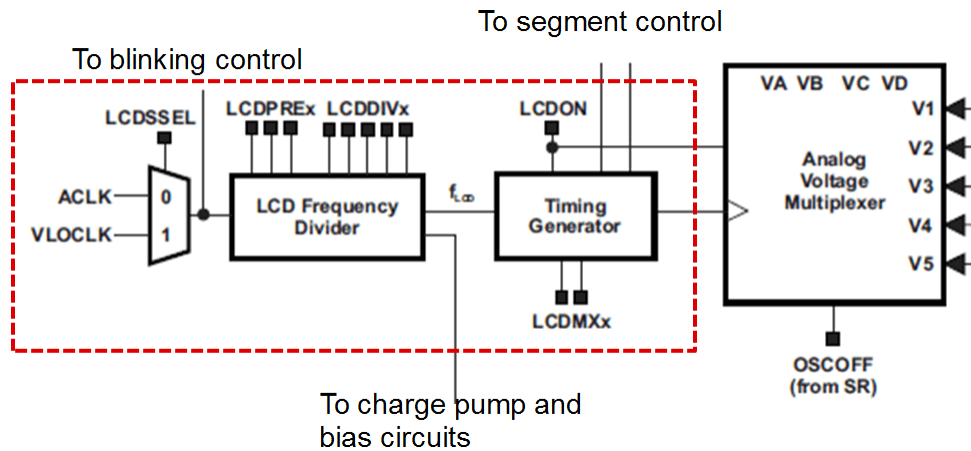 To segment control
To blinking control
LCDSSEL
LCDPREx
LCDDIVx
LCDON
VA VB VC VD
V1
V2
V3
V4
V5
ACLK
VLOCLK
0
1
LCD Frequency
Divider
fLCD
Timing
Generator
Analog
Voltage
Multiplexer
LCDMXx
OSCOFF
(from SR)
To charge pump and
bias circuits